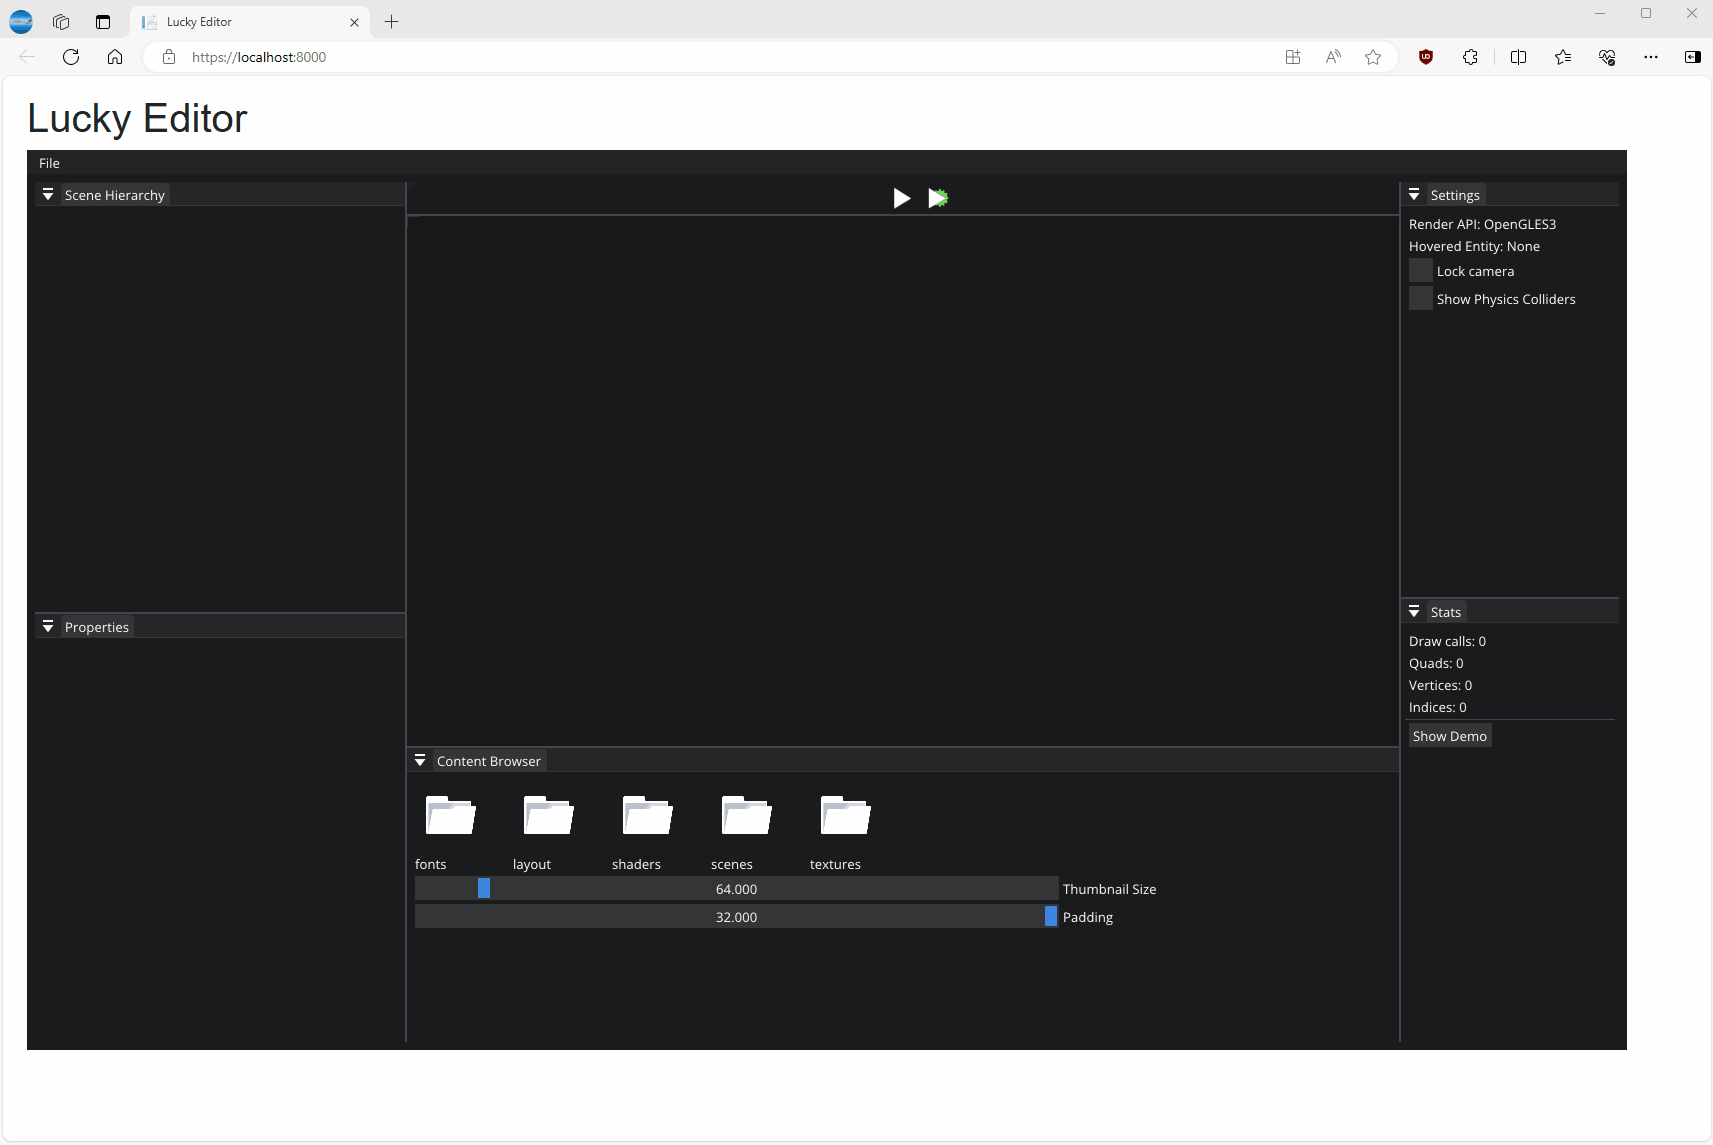 Lucky Editor
https://localhost:8000
Lucky Editor
File
Scene Hierarchy
Properties
Content Browser
fonts layout shaders scenes textures
64.000 Thumbnail Size
32.000 Padding
Settings
Render API: OpenGLES3
Hovered Entity: None
Lock camera
Show Physics Colliders
Stats
Draw calls: 0
Quads: 0
Vertices: 0
Indices: 0
Show Demo